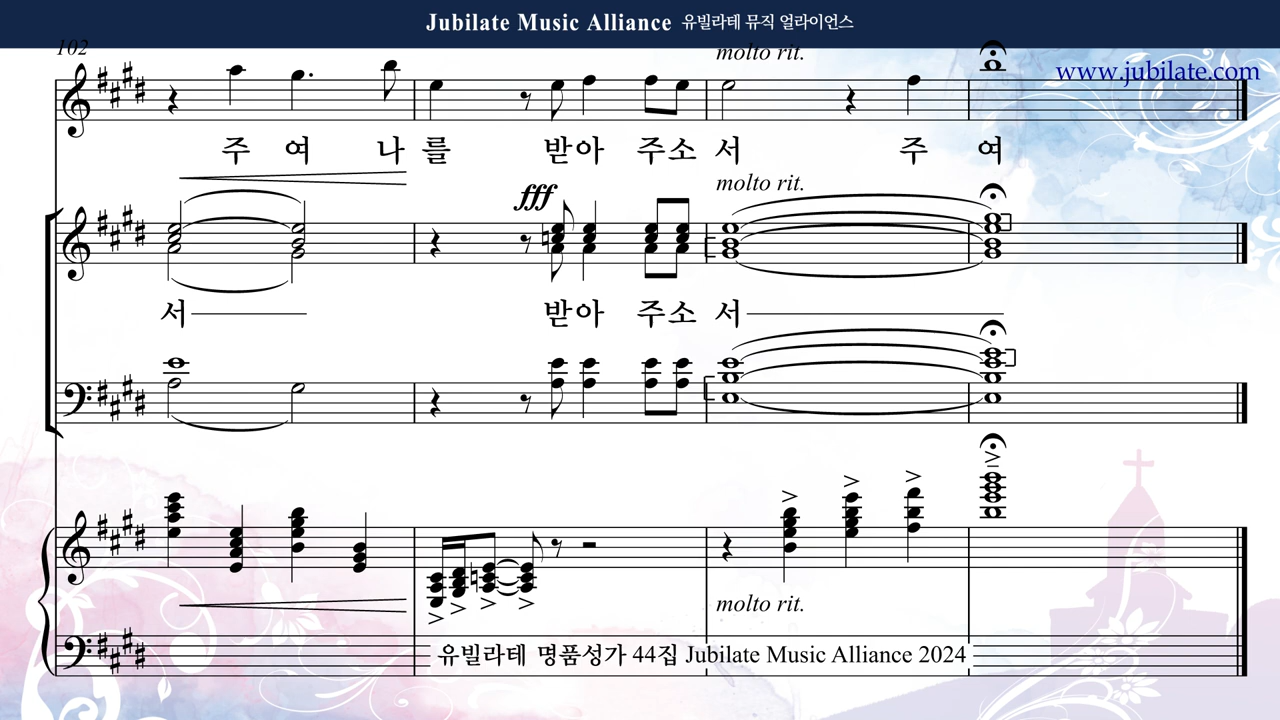 Jubilate Music Alliance 유빌라테 뮤직 얼라이언스
102
molto rit.
www.jubilate.com
주 여 나 를 받아 주소 서 주 여
molto rit.
fff
서 받아 주소 서
molto rit.
유빌라테 명품성가 44집 Jubilate Music Alliance 2024